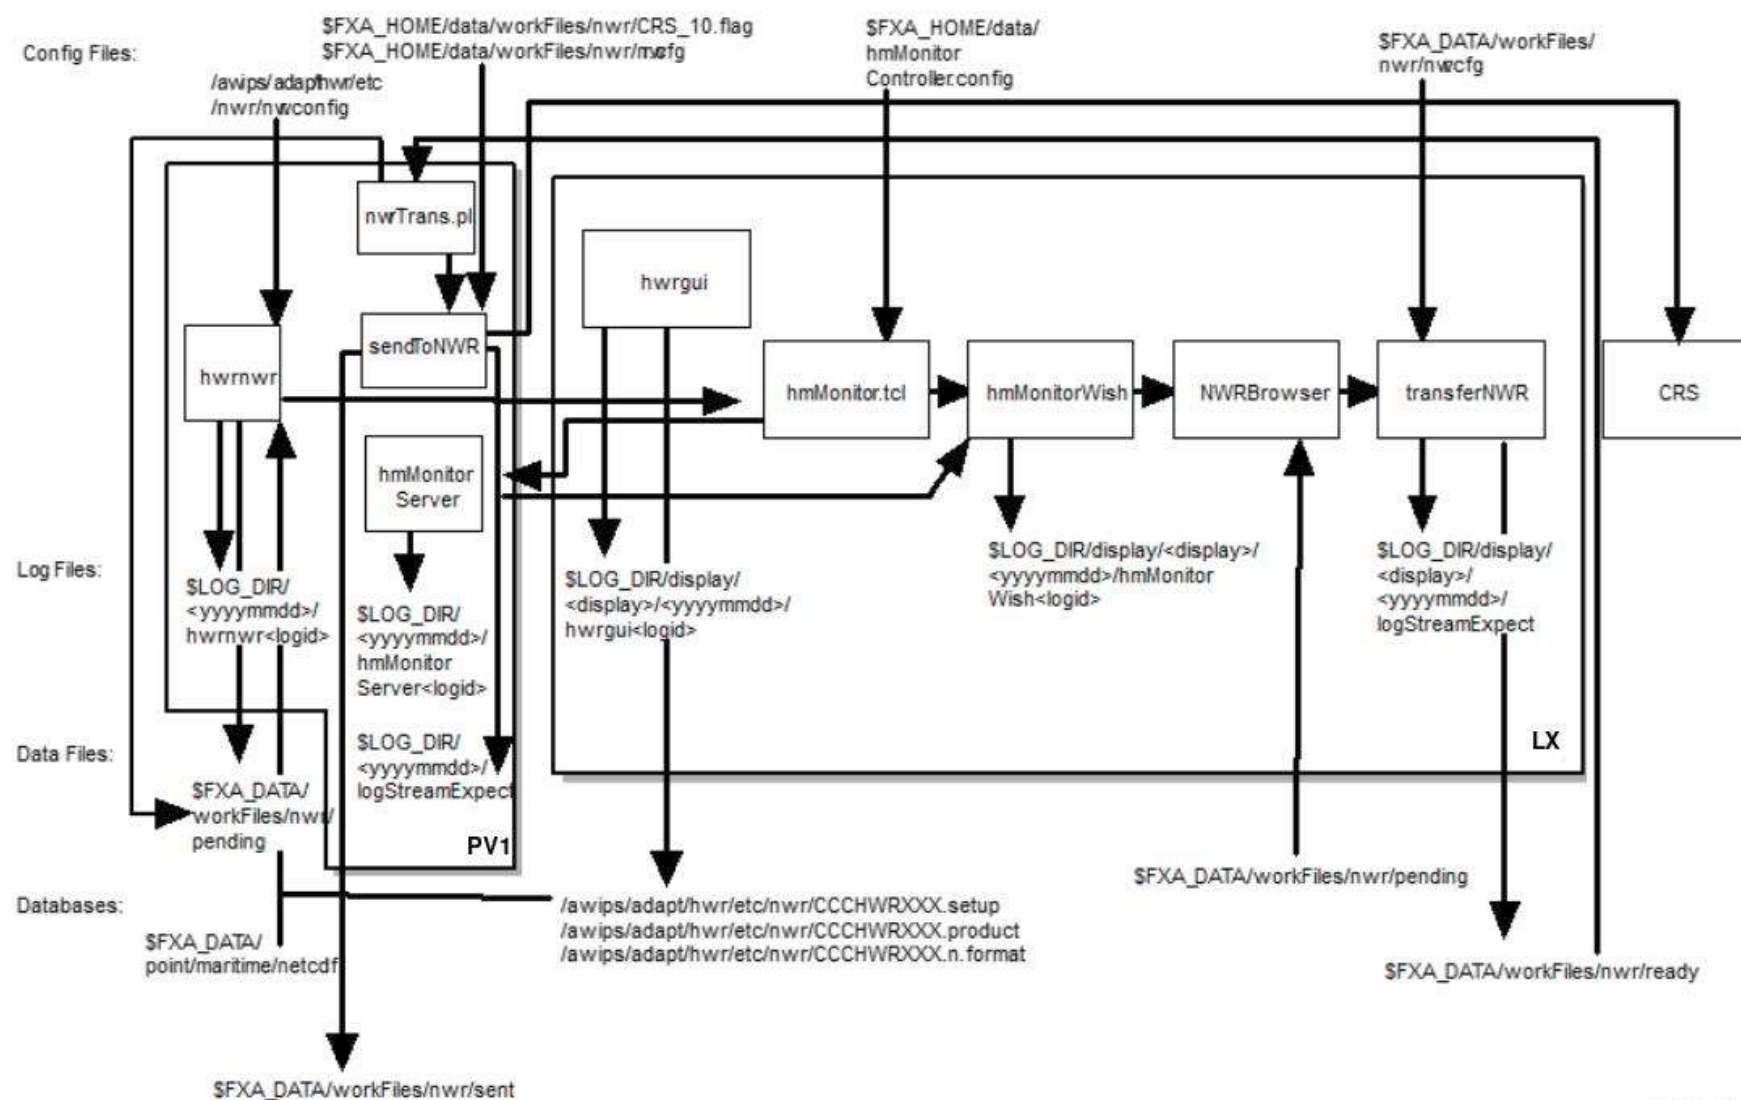 Config Files:
$FXA_HOME/data/workFiles/nwr/CRS_10.flag
$FXA_HOME/data/workFiles/nwr/nwr.cfg
/awips/adapt/hwr/etc
/nwr/nwr.config
$FXA_HOME/data/
hmMonitor
Controller.config
$FXA_DATA/workFiles/
nwr/nwr.cfg
nwrTrans.pl
hwrgui
sendToNWR
hwrnwr
hmMonitor.tcl
hmMonitorWish
NWRBrowser
transferNWR
CRS
hmMonitor
Server
Log Files:
$LOG_DIR/
<yyyymmdd>/
hwrnwr<logid>
$LOG_DIR/
<yyyymmdd>/
hmMonitor
Server<logid>
$LOG_DIR/display/
<display>/<yyyymmdd>/
hwrgui<logid>
$LOG_DIR/display/<display>/
<yyyymmdd>/hmMonitor
Wish<logid>
$LOG_DIR/display/
<display>/
<yyyymmdd>/
logStreamExpect
$LOG_DIR/
<yyyymmdd>/
logStreamExpect
LX
Data Files:
$FXA_DATA/
workFiles/nwr/
pending
PV1
$FXA_DATA/workFiles/nwr/pending
Databases:
/awips/adapt/hwr/etc/nwr/CCCHWRXXX.setup
/awips/adapt/hwr/etc/nwr/CCCHWRXXX.product
/awips/adapt/hwr/etc/nwr/CCCHWRXXX.n.format
$FXA_DATA/
point/maritime/netcdf
$FXA_DATA/workFiles/nwr/ready
$FXA_DATA/workFiles/nwr/sent